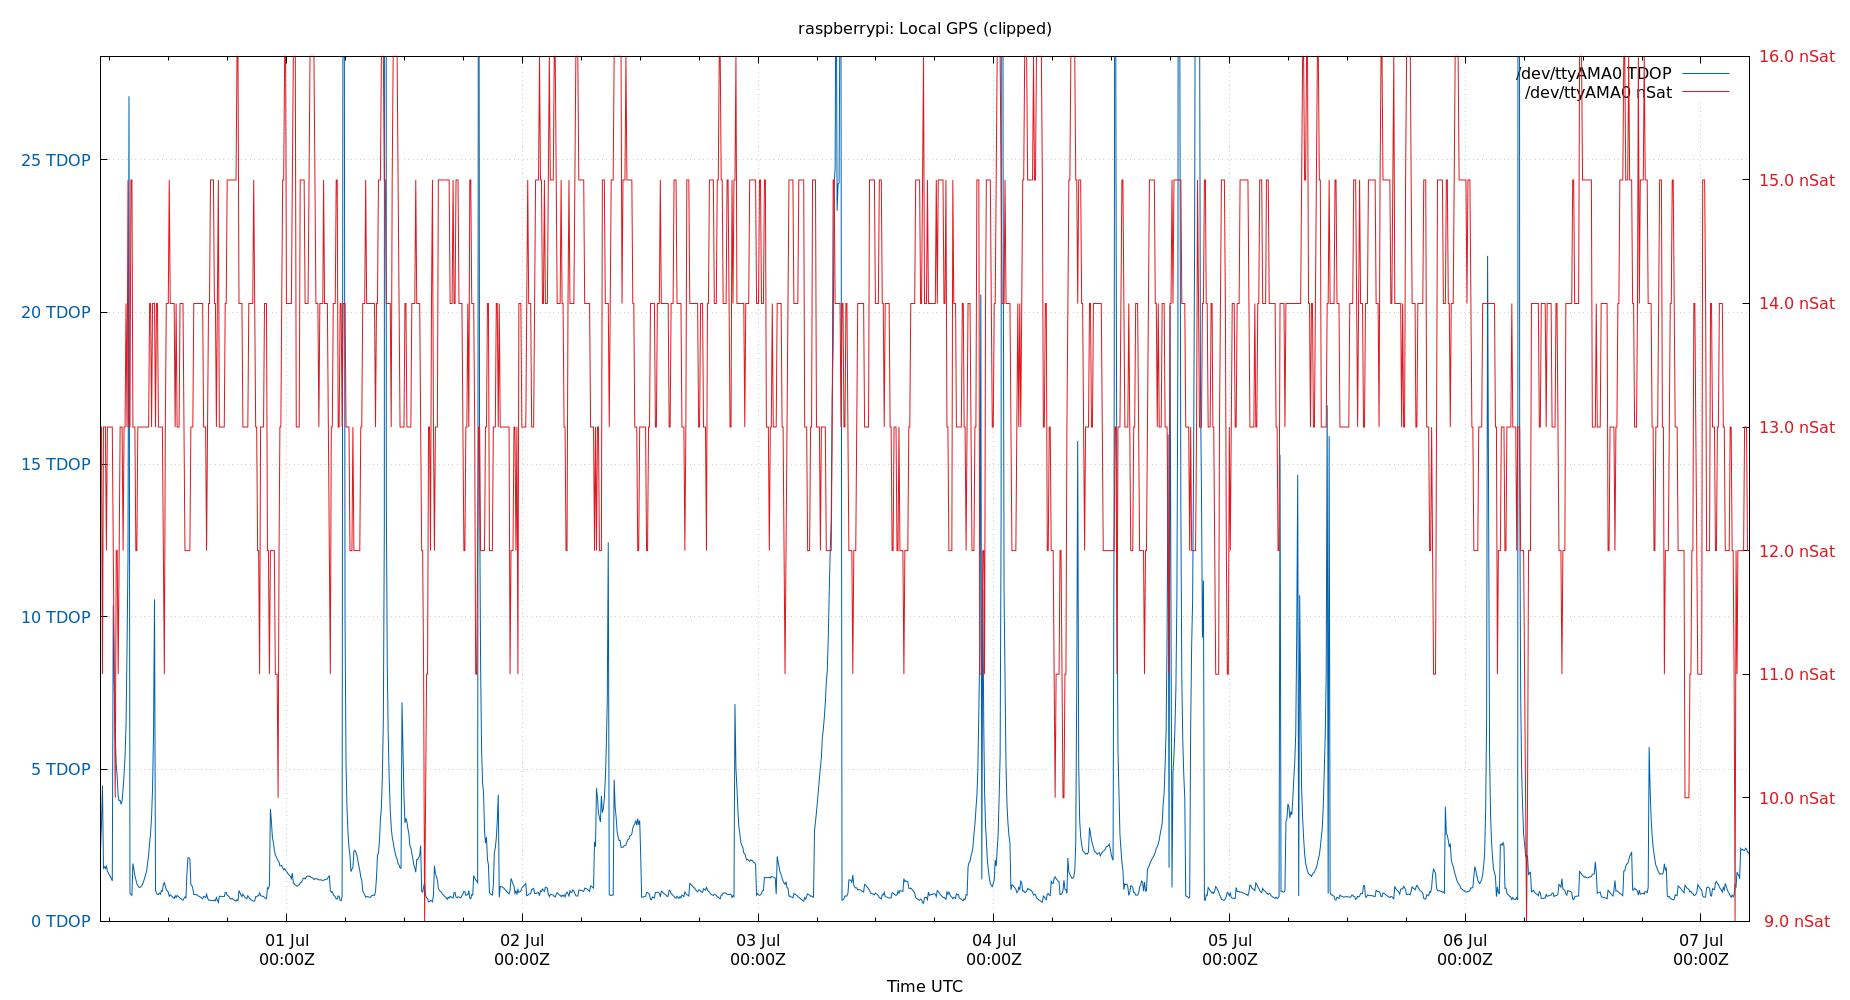 raspberrypi: Local GPS (clipped)
16.0 nSat
/dev/ttyAMA0 TDOP
/dev/ttyAMA0 nSat
25 TDOP
15.0 nSat
20 TDOP
14.0 nSat
15 TDOP
13.0 nSat
12.0 nSat
10 TDOP
11.0 nSat
5 TDOP
10.0 nSat
0 TDOP
9.0 nSat
01 Jul
00:00Z
02 Jul
00:00Z
03 Jul
00:00Z
04 Jul
00:00Z
05 Jul
00:00Z
06 Jul
00:00Z
07 Jul
00:00Z
Time UTC